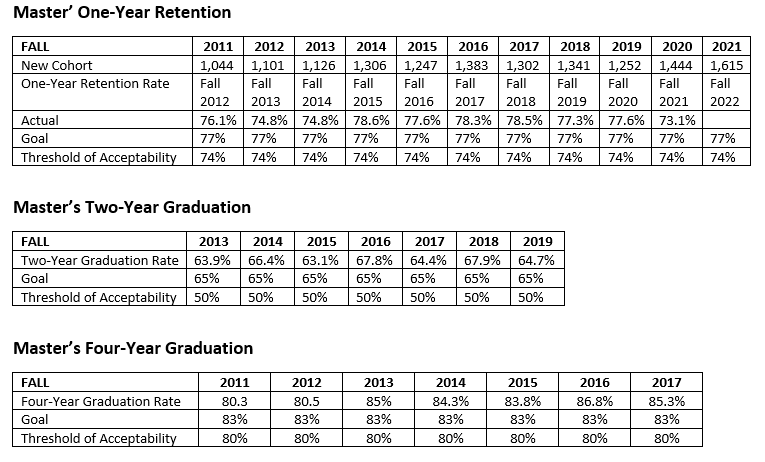 Master’ One-Year Retention
FALL 2011 2012 2013 2014 2015 2016 2017 2018 2019 2020 2021
New Cohort 1,044 1,101 1,126 1,306 1,247 1,383 1,302 1,341 1,252 1,444 1,615
One-Year Retention Rate Fall Fall Fall Fall Fall Fall Fall Fall Fall Fall Fall
2012 2013 2014 2015 2016 2017 2018 2019 2020 2021 2022
Actual 76.1% 74.8% 74.8% 78.6% 77.6% 78.3% 78.5% 77.3% 77.6% 73.1%
Goal 77% 77% 77% 77% 77% 77% 77% 77% 77% 77% 77%
Threshold of Acceptability 74% 74% 74% 74% 74% 74% 74% 74% 74% 74% 74%
Master’s Two-Year Graduation
FALL 2013 2014 2015 2016 2017 2018 2019
Two-Year Graduation Rate 63.9% 66.4% 63.1% 67.8% 64.4% 67.9% 64.7%
Goal 65% 65% 65% 65% 65% 65% 65%
Threshold of Acceptability 50% 50% 50% 50% 50% 50% 50%
Master’s Four-Year Graduation
FALL 2011 2012 2013 2014 2015 2016 2017
Four-Year Graduation Rate 80.3 80.5 85% 84.3% 83.8% 86.8% 85.3%
Goal 83% 83% 83% 83% 83% 83% 83%
Threshold of Acceptability 80% 80% 80% 80% 80% 80% 80%